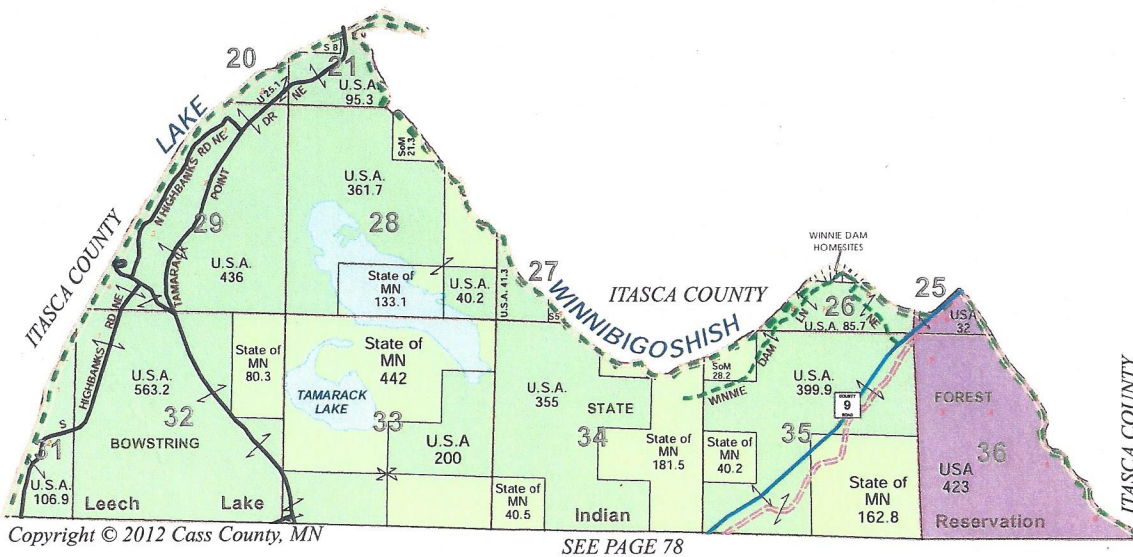 20
S 8
21
U.S.A.
95.3
U 25.1
NE
DR
LAKE
N HIGHBANKS RD NE
SoM
21.3
POINT
U.S.A.
361.7
29
28
WINNIE DAM
HOMESITES
ITASCA COUNTY
U.S.A.
436
TAMARACK
State of
MN
133.1
U.S.A.
40.2
U.S.A. 41.3
27
ITASCA COUNTY
25
26
LN
NE
U.S.A. 85.7
USA
32
WINNIBIGOSHISH
HIGHBANKS RD NE
S
State of
MN
80.3
State of
MN
442
SoM
28.2
DAM
WINNIE
U.S.A.
563.2
TAMARACK
LAKE
U.S.A.
355
STATE
U.S.A.
399.9
COUNTY
9
ROAD
FOREST
ITASCA COUNTY
32
BOWSTRING
33
34
35
36
31
U.S.A
200
State of
MN
181.5
State of
MN
40.2
USA
423
U.S.A.
106.9
State of
MN
40.5
State of
MN
162.8
Leech Lake Indian Reservation
Copyright © 2012 Cass County, MN
SEE PAGE 78